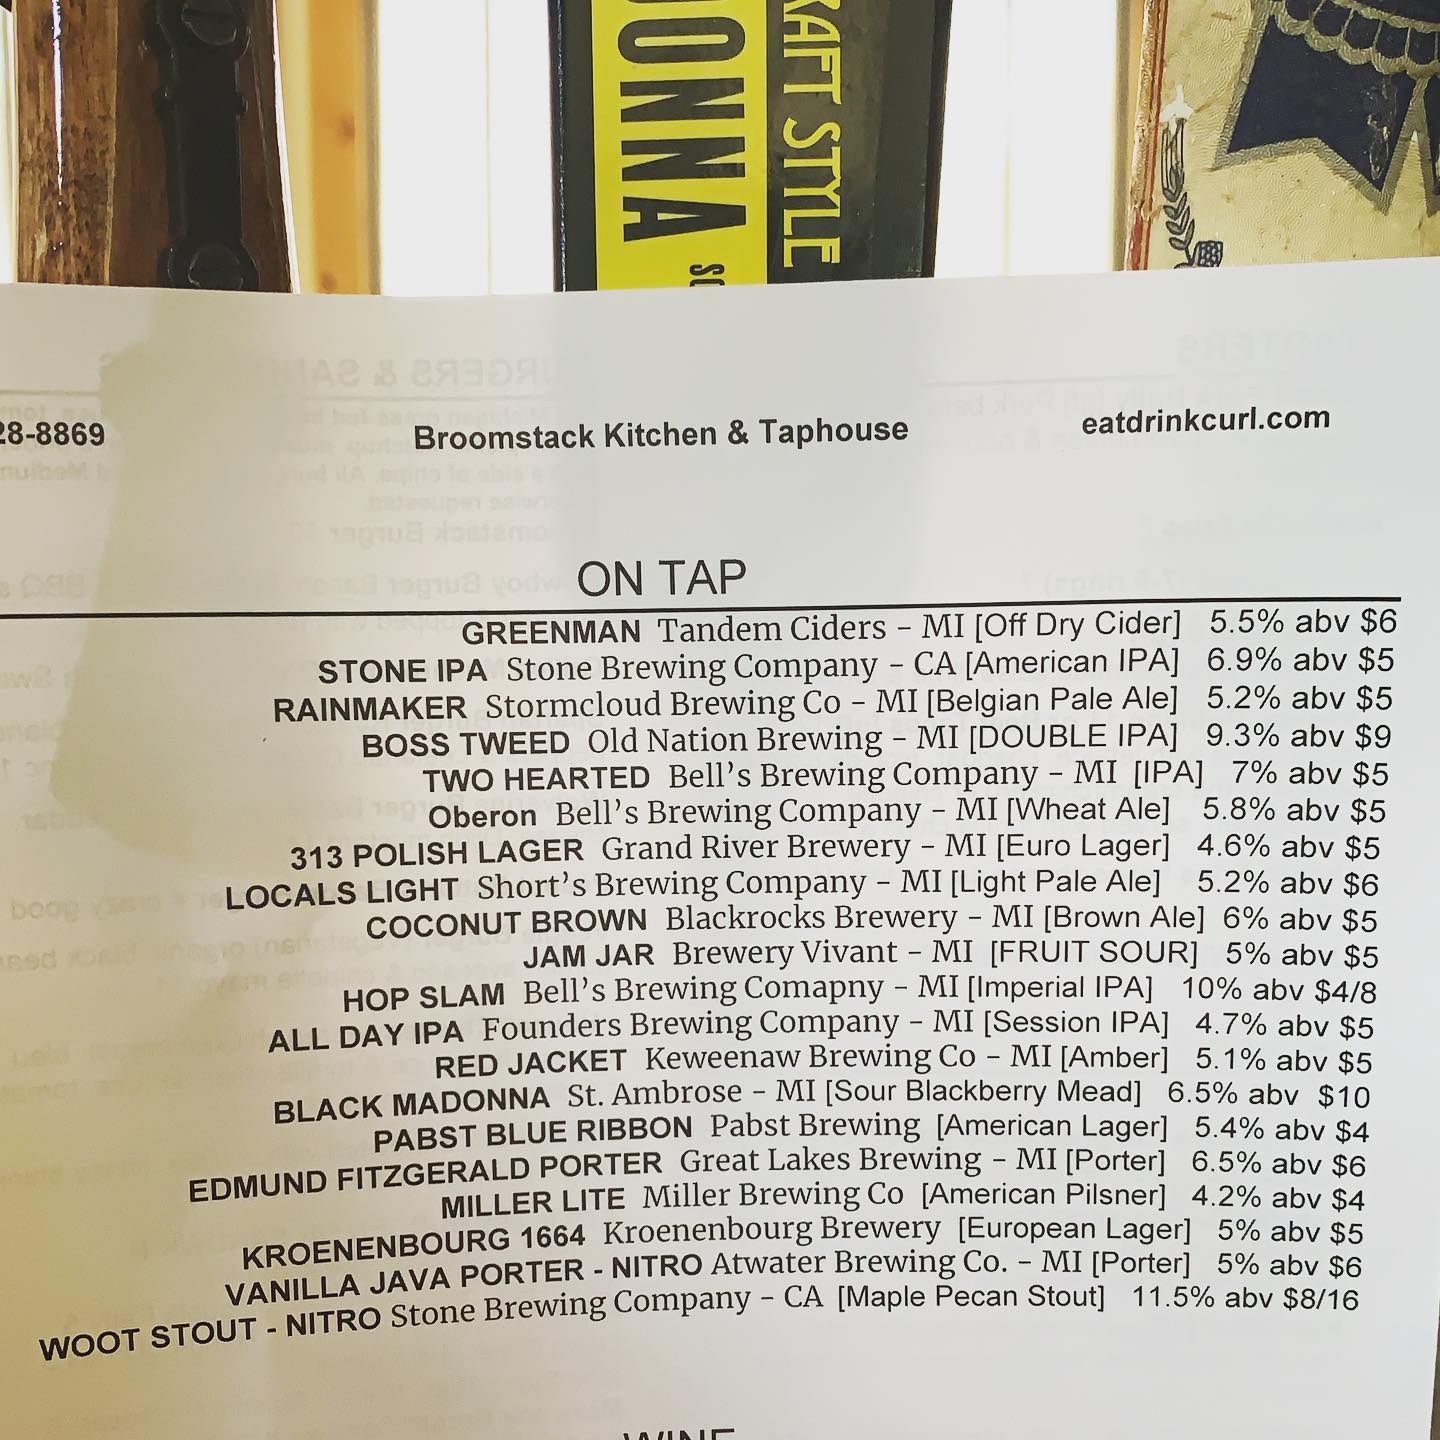 DONNA
RAFT STYLE
28-8869 Broomstack Kitchen & Taphouse eatdrinkcurl.com
ON TAP
GREENMAN Tandem Ciders - MI [Off Dry Cider] 5.5% abv $6
STONE IPA Stone Brewing Company - CA [American IPA] 6.9% abv $5
RAINMAKER Stormcloud Brewing Co - MI [Belgian Pale Ale] 5.2% abv $5
BOSS TWEED Old Nation Brewing - MI [DOUBLE IPA] 9.3% abv $9
TWO HEARTED Bell's Brewing Company - MI [IPA] 7% abv $5
Oberon Bell's Brewing Company - MI [Wheat Ale] 5.8% abv $5
313 POLISH LAGER Grand River Brewery - MI [Euro Lager] 4.6% abv $5
LOCALS LIGHT Short's Brewing Company - MI [Light Pale Ale] 5.2% abv $6
COCONUT BROWN Blackrocks Brewery - MI [Brown Ale] 6% abv $5
JAM JAR Brewery Vivant - MI [FRUIT SOUR] 5% abv $5
HOP SLAM Bell's Brewing Comapny - MI [Imperial IPA] 10% abv $4/8
ALL DAY IPA Founders Brewing Company - MI [Session IPA] 4.7% abv $5
RED JACKET Keweenaw Brewing Co - MI [Amber] 5.1% abv $5
BLACK MADONNA St. Ambrose - MI [Sour Blackberry Mead] 6.5% abv $10
PABST BLUE RIBBON Pabst Brewing [American Lager] 5.4% abv $4
EDMUND FITZGERALD PORTER Great Lakes Brewing - MI [Porter] 6.5% abv $6
MILLER LITE Miller Brewing Co [American Pilsner] 4.2% abv $4
KROENENBOURG 1664 Kroenenbourg Brewery [European Lager] 5% abv $5
VANILLA JAVA PORTER - NITRO Atwater Brewing Co. - MI [Porter] 5% abv $6
WOOT STOUT - NITRO Stone Brewing Company - CA [Maple Pecan Stout] 11.5% abv $8/16
WINE